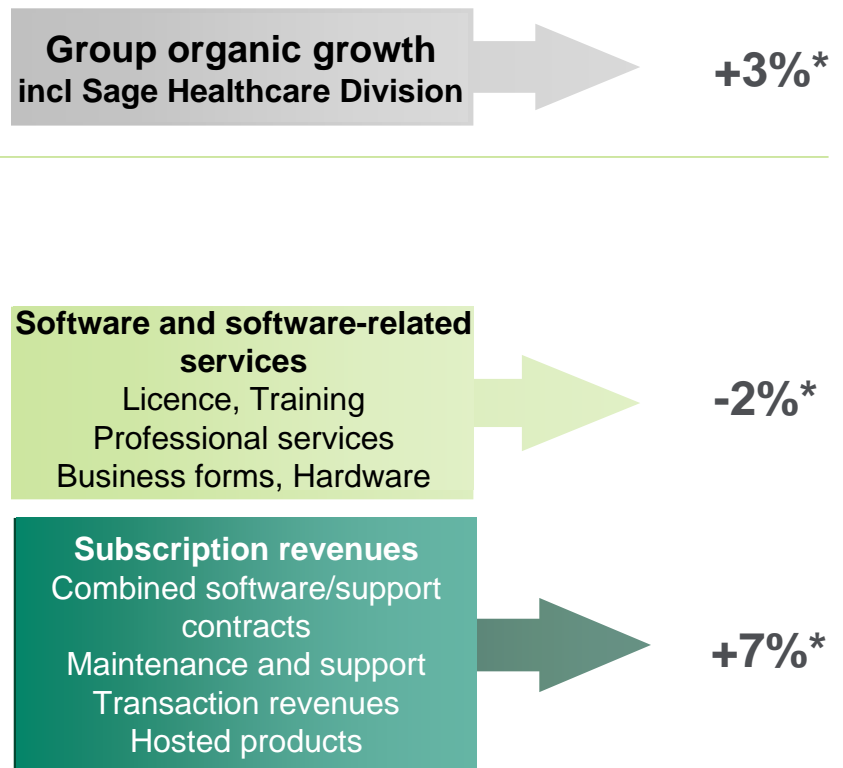 Group organic growth
incl Sage Healthcare Division
+3%*
Software and software-related
services
Licence, Training
Professional services
Business forms, Hardware
-2%*
Subscription revenues
Combined software/support
contracts
Maintenance and support
Transaction revenues
Hosted products
+7%*